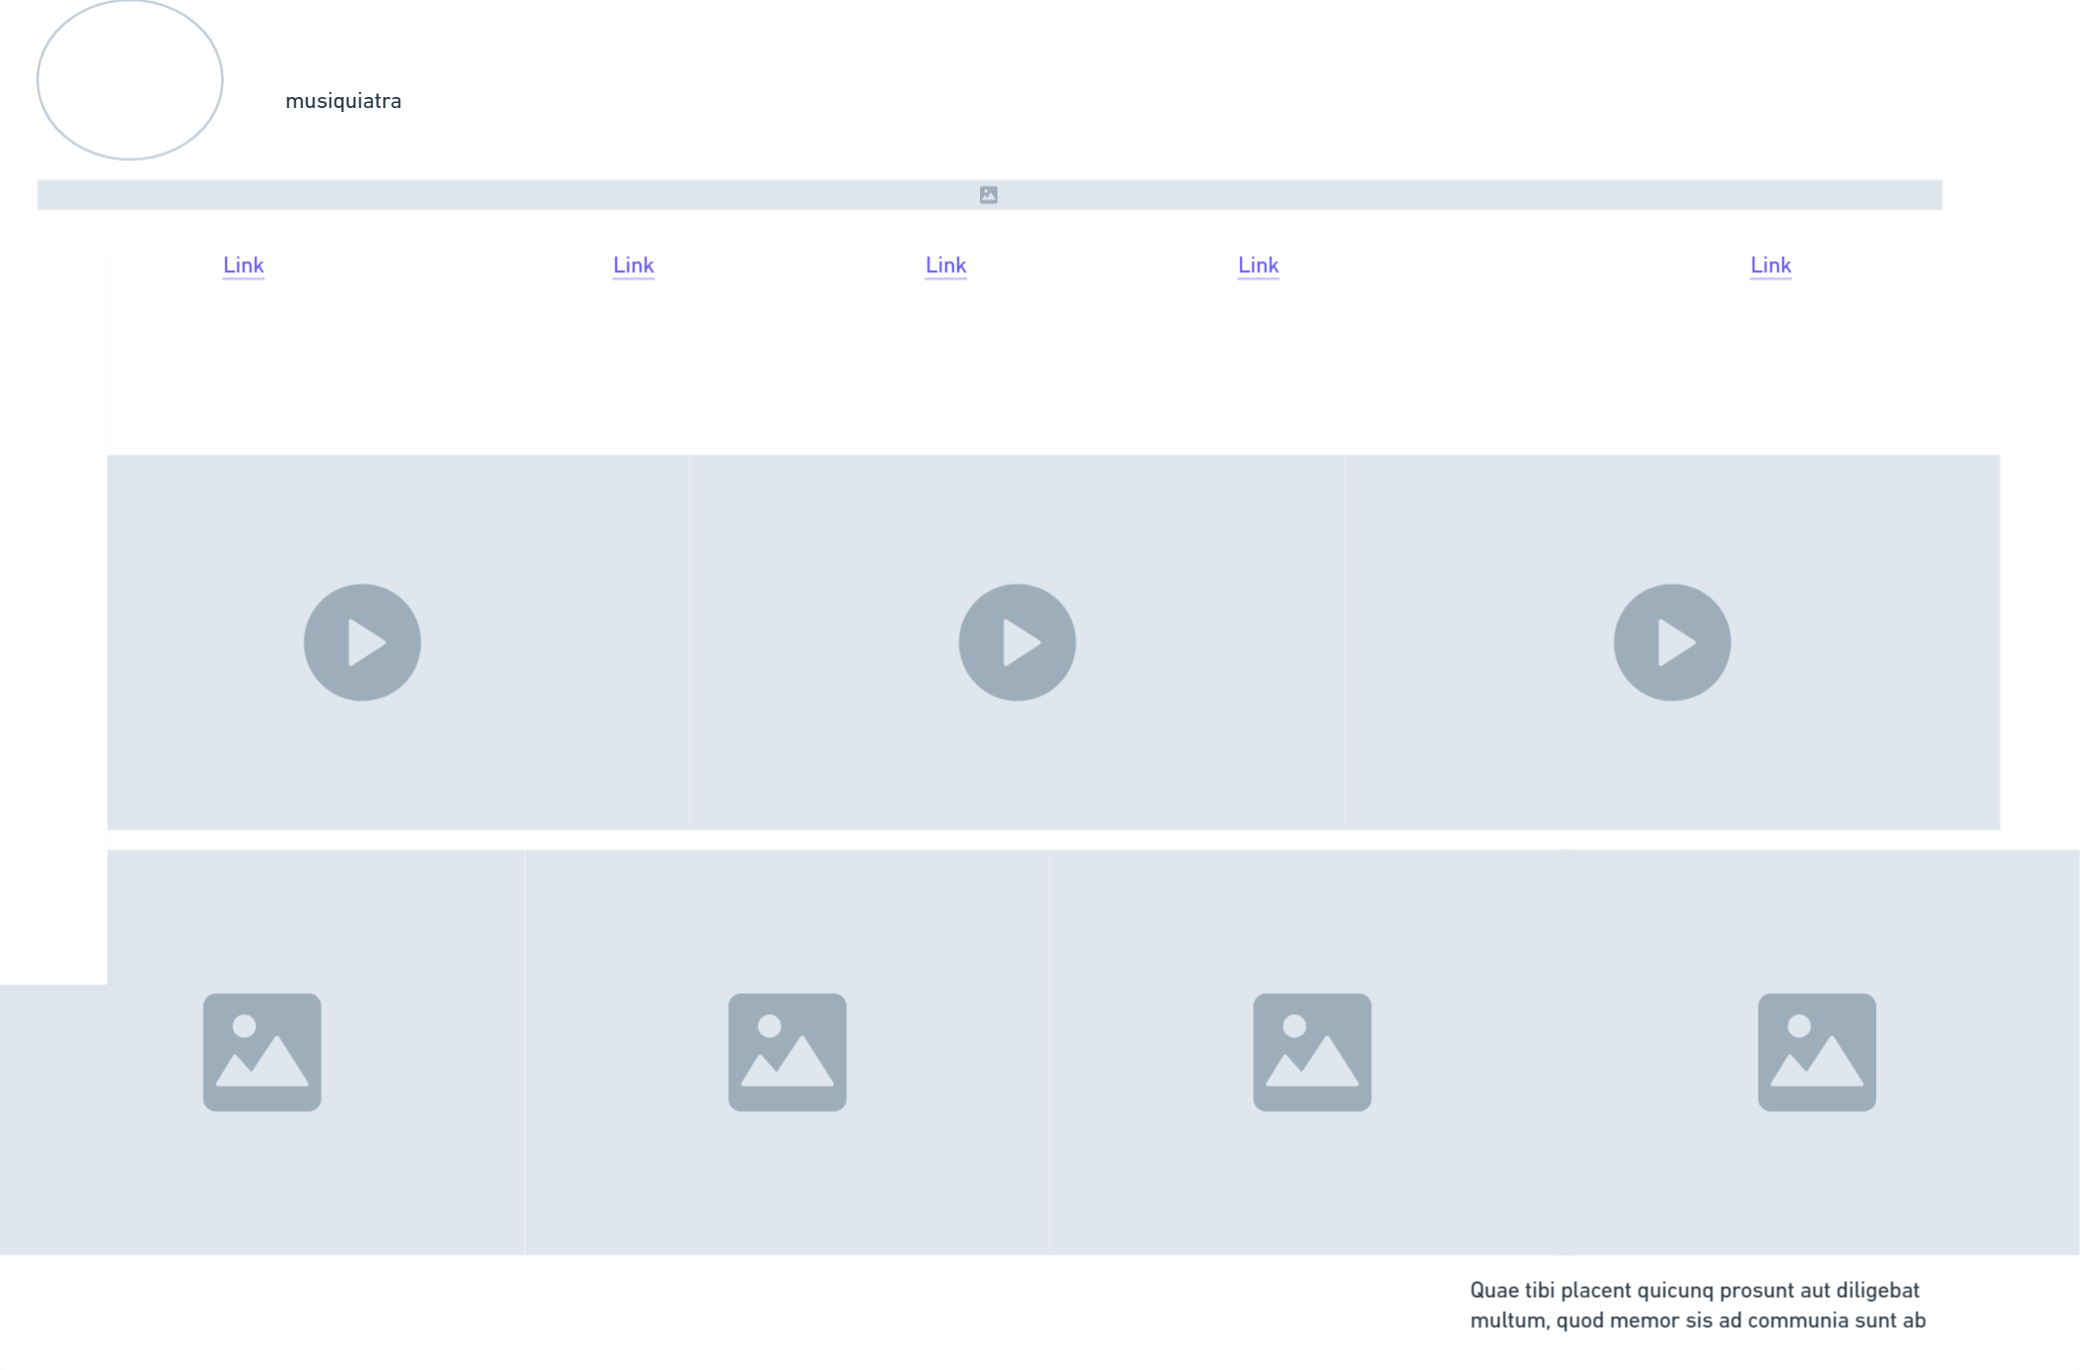 musiquiatra
Link Link Link Link Link
Quae tibi placent quicunq prosunt aut diligebat
multum, quod memor sis ad communia sunt ab